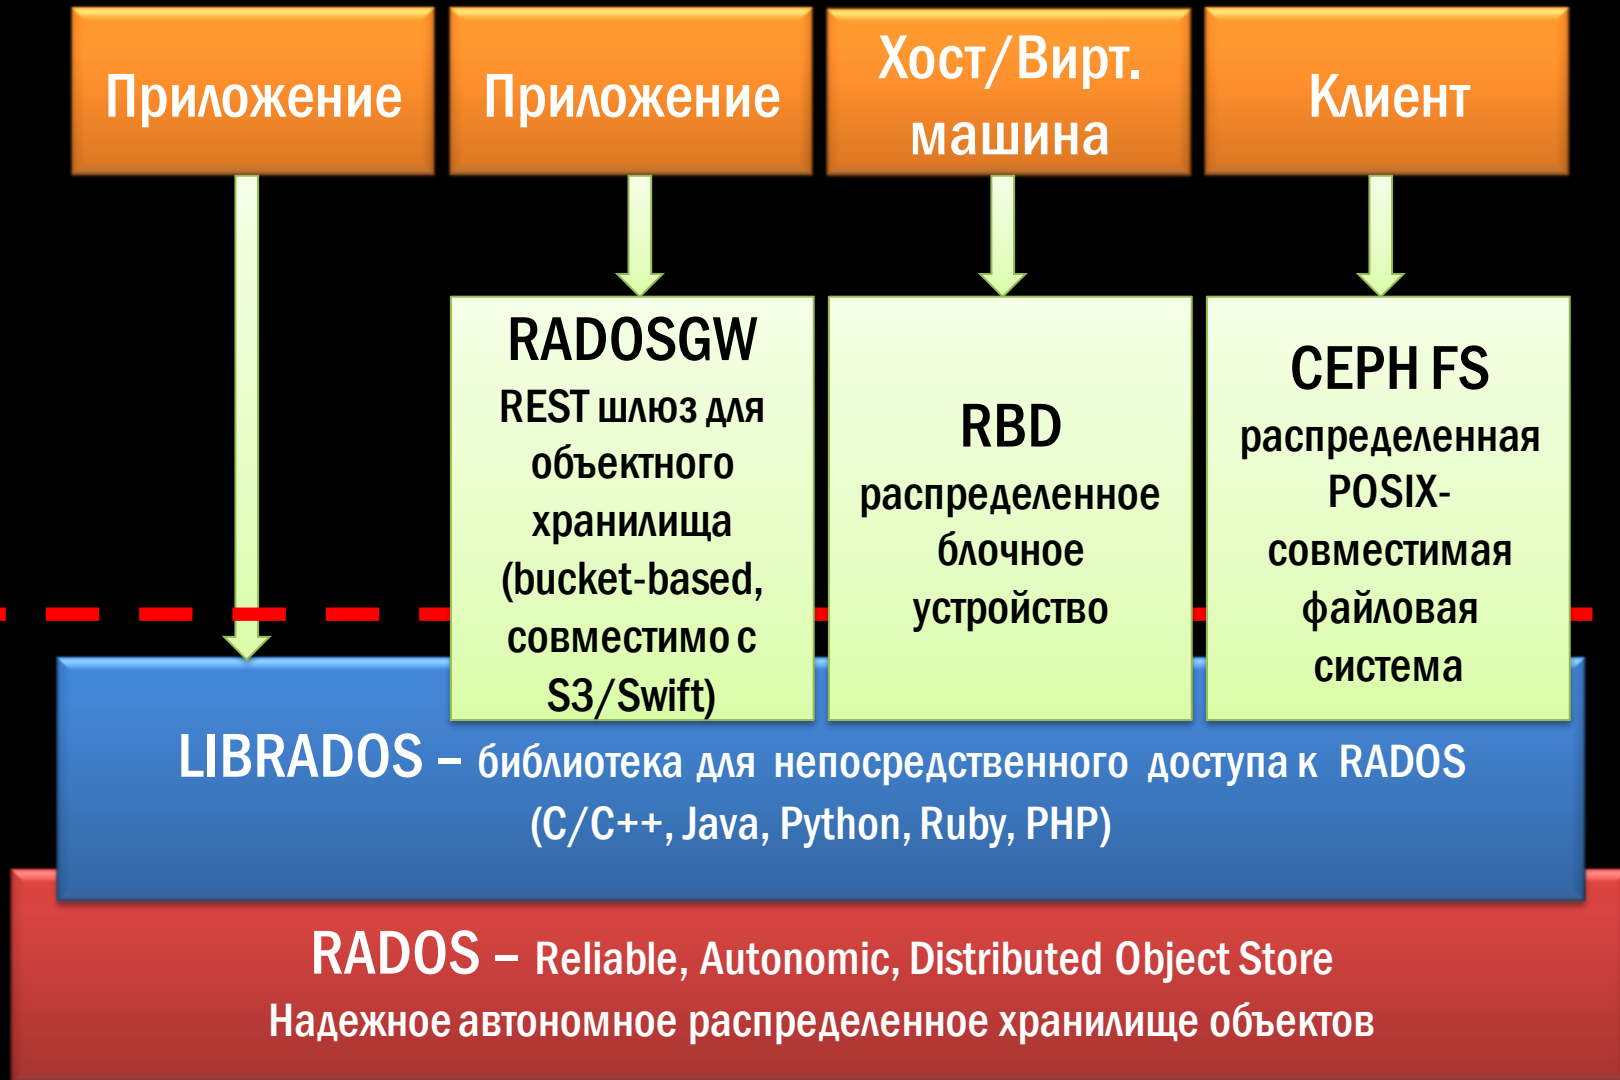 Приложение
Приложение
Хост/Вирт.
машина
Клиент
RADOSGW
REST шлюз для
объектного
хранилища
(bucket-based,
совместимо с
S3/Swift)
RBD
распределенное
блочное
устройство
CEPH FS
распределенная
POSIX-
совместимая
файловая
система
LIBRADOS – библиотека для непосредственного доступа к RADOS
(C/C++, Java, Python, Ruby, PHP)
RADOS – Reliable, Autonomic, Distributed Object Store
Надежное автономное распределенное хранилище объектов